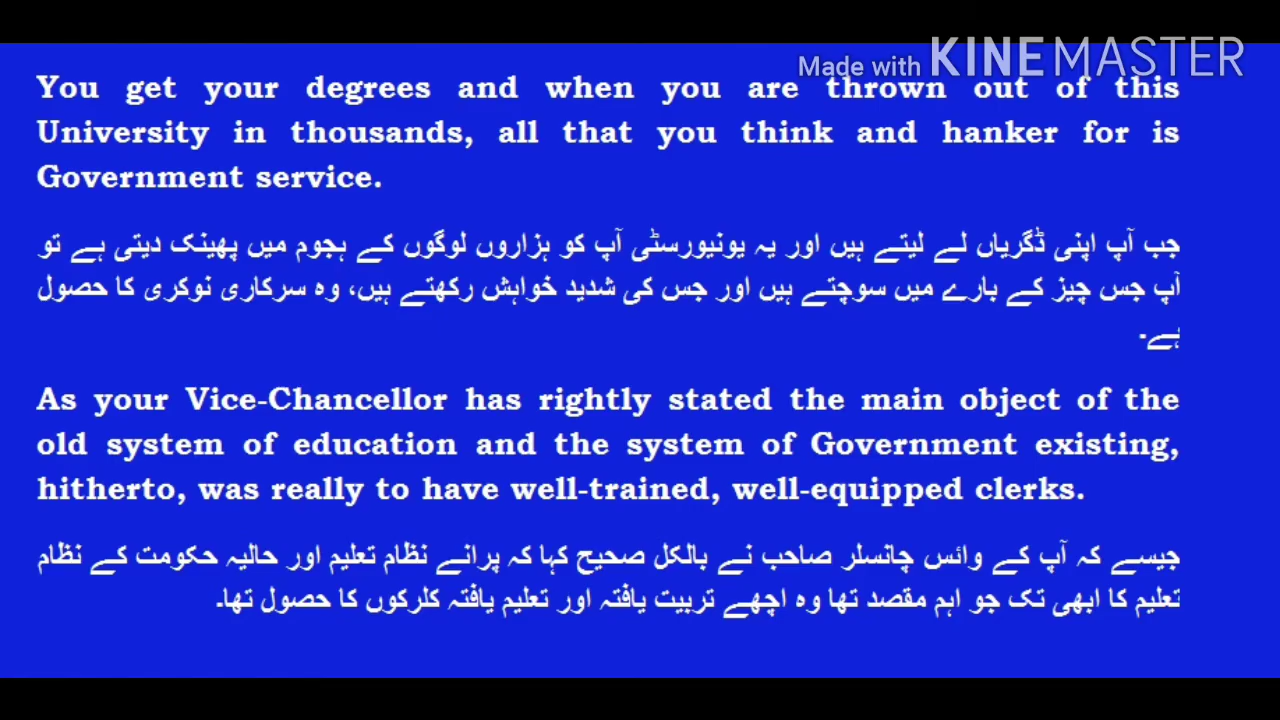 Made with KINEMASTER
You get your degrees and when you are thrown out of this
University in thousands, all that you think and hanker for is
Government service.
جب آپ اپنی ڈگریاں لے لیتے ہیں اور یہ یونیورسٹی آپ کو ہزاروں لوگوں کے ہجوم میں پھینک دیتی ہے تو
آپ جس چیز کے بارے میں سوچتے ہیں اور جس کی شدید خواہش رکھتے ہیں، وہ سرکاری نوکری کا حصول
ہے۔
As your Vice-Chancellor has rightly stated the main object of the
old system of education and the system of Government existing,
hitherto, was really to have well-trained, well-equipped clerks.
جیسے کہ آپ کے وائس چانسلر صاحب نے بالکل صحیح کہا کہ پرانے نظام تعلیم اور حالیہ حکومت کے نظام
تعلیم کا ابھی تک جو اہم مقصد تھا وہ اچھے تربیت یافتہ اور تعلیم یافتہ کلرکوں کا حصول تھا۔